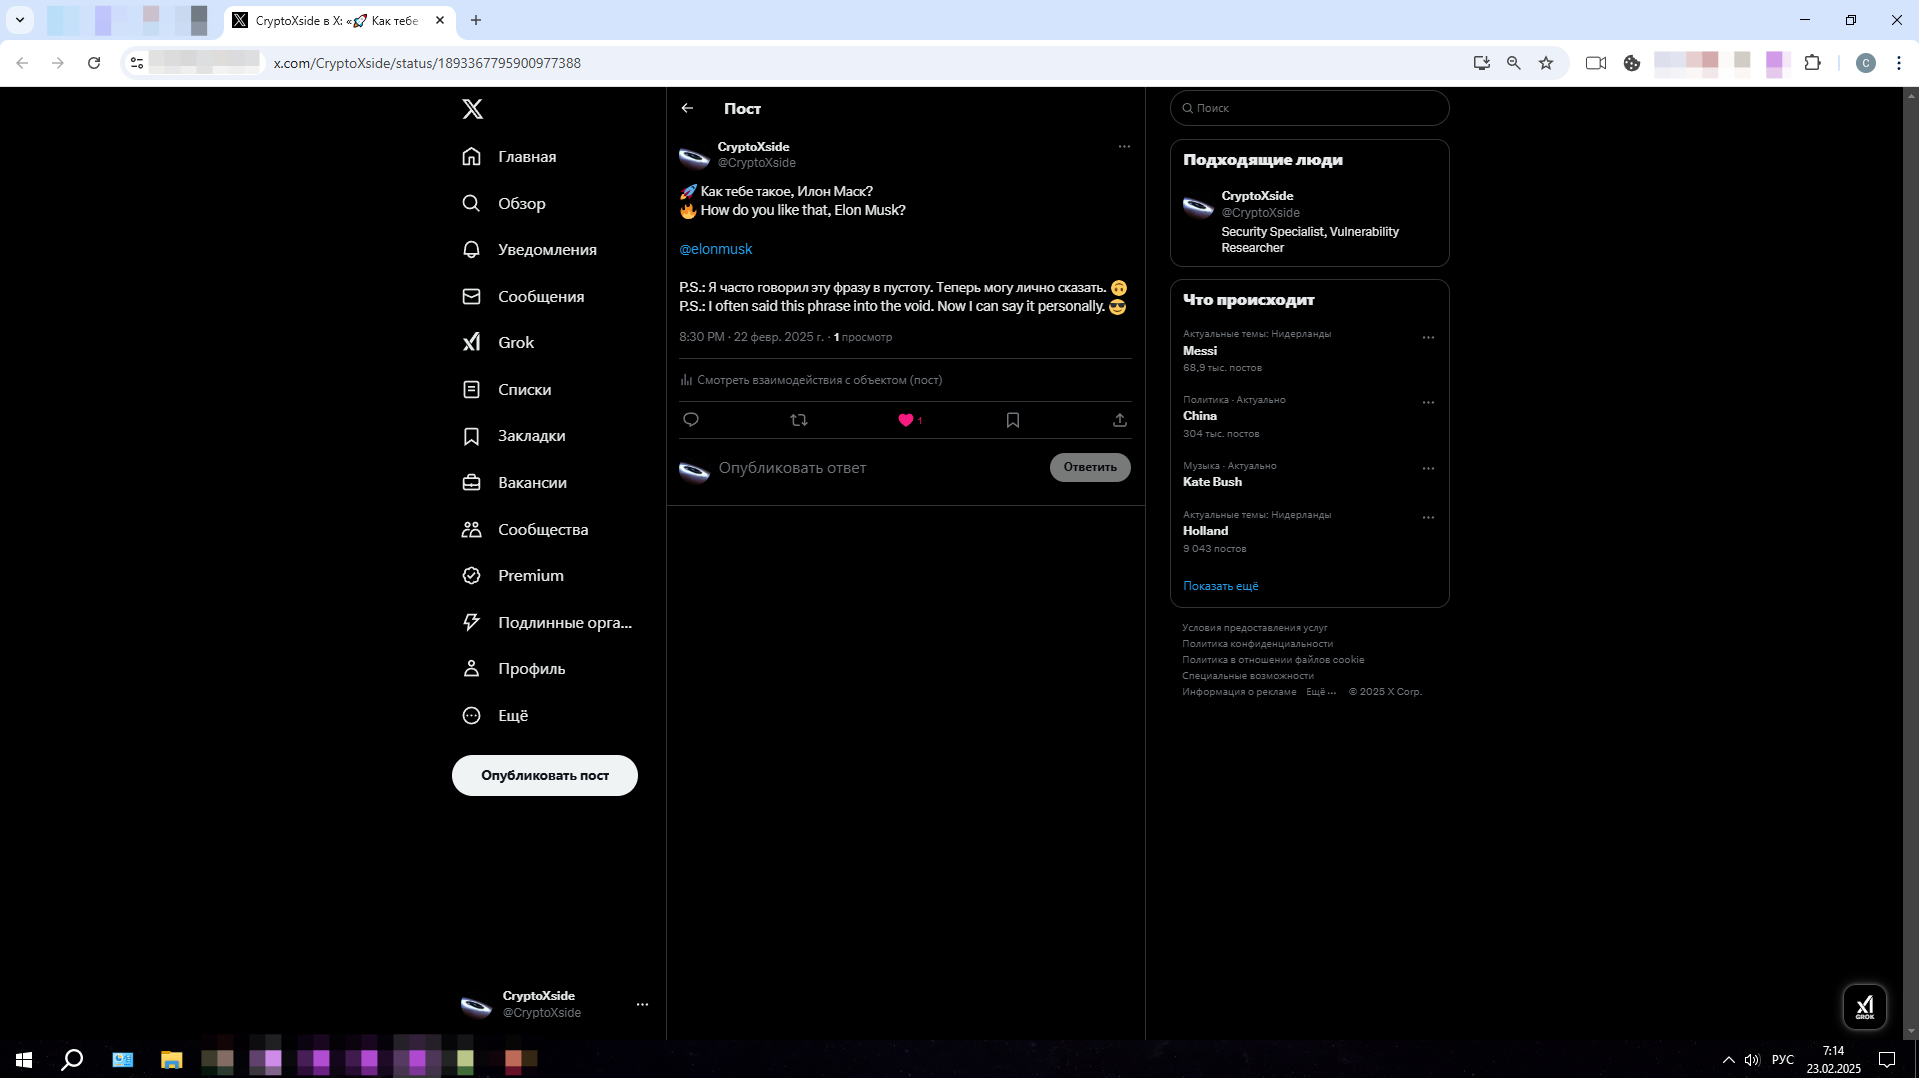 CryptoXside в X: «🚀 Как тебе
x.com/CryptoXside/status/1893367795900977388
C
Главная
Обзор
Уведомления
Сообщения
Grok
Списки
Закладки
Вакансии
Сообщества
Premium
Подлинные орга...
Профиль
Ещё
Опубликовать пост
CryptoXside
@CryptoXside
Пост
CryptoXside
@CryptoXside
🚀 Как тебе такое, Илон Маск?
🔥 How do you like that, Elon Musk?
@elonmusk
P.S.: Я часто говорил эту фразу в пустоту. Теперь могу лично сказать. 🙃
P.S.: I often said this phrase into the void. Now I can say it personally. 😎
8:30 PM · 22 февр. 2025 г. · 1 просмотр
Смотреть взаимодействия с объектом (пост)
1
Опубликовать ответ
Ответить
Поиск
Подходящие люди
CryptoXside
@CryptoXside
Security Specialist, Vulnerability
Researcher
Что происходит
Актуальные темы: Нидерланды
Messi
68,9 тыс. постов
Политика · Актуально
China
304 тыс. постов
Музыка · Актуально
Kate Bush
Актуальные темы: Нидерланды
Holland
9 043 постов
Показать ещё
Условия предоставления услуг
Политика конфиденциальности
Политика в отношении файлов cookie
Специальные возможности
Информация о рекламе Ещё ... © 2025 X Corp.
GROK
РУС
7:14
23.02.2025